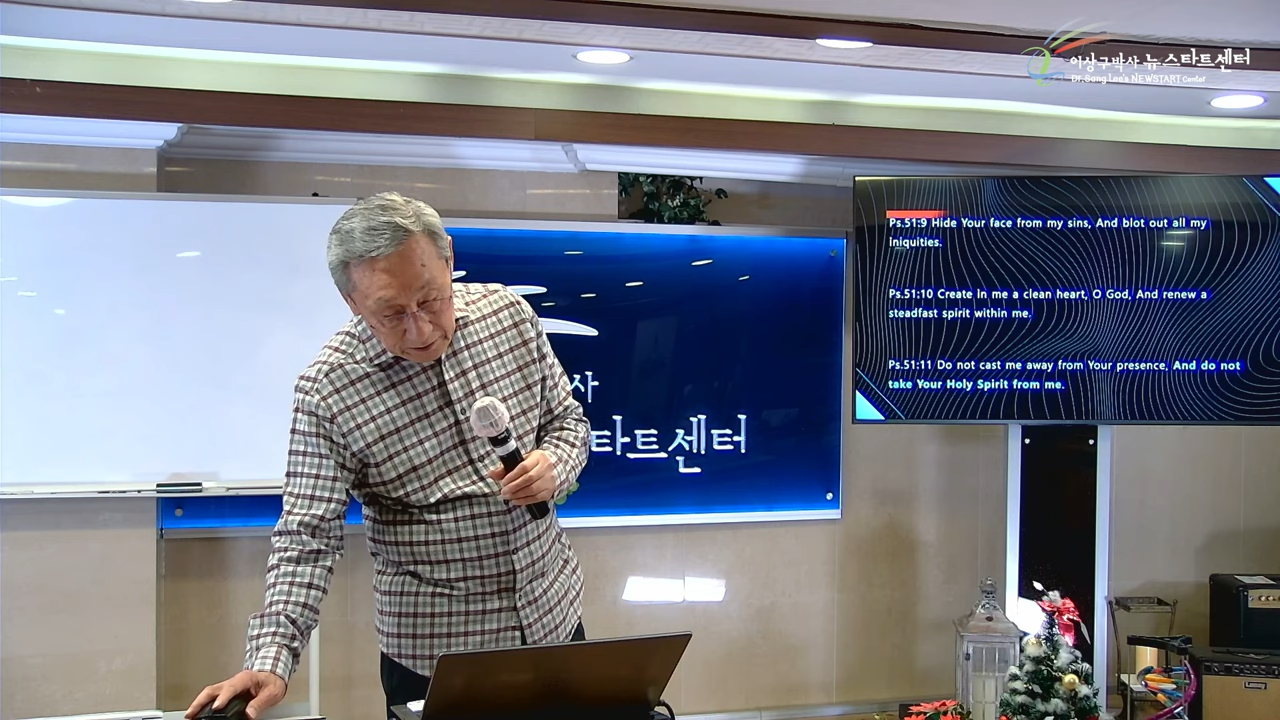 이상구박사 뉴스타트센터
Dr. Sang Lee's NEWSTART Center
Ps.51:9 Hide Your face from my sins, And blot out all my
iniquities.
Ps.51:10 Create in me a clean heart, O God, And renew a
steadfast spirit within me.
Ps.51:11 Do not cast me away from Your presence, And do not
take Your Holy Spirit from me.
사
타트센터